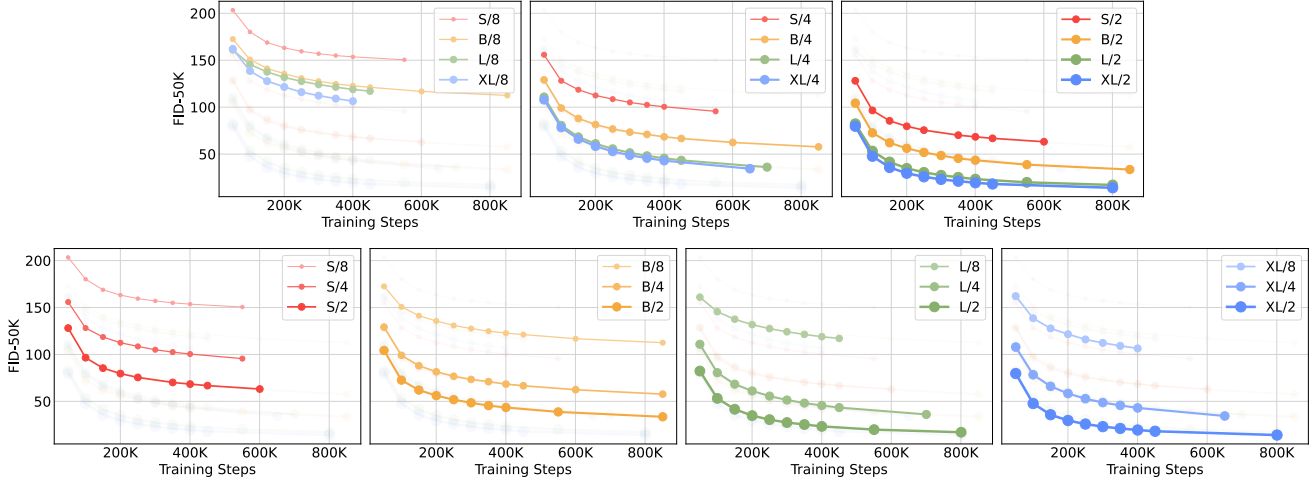 200
150
100
50
FID-50K
S/8
B/8
L/8
XL/8
200K 400K 600K 800K
Training Steps
S/4
B/4
L/4
XL/4
200K 400K 600K 800K
Training Steps
S/2
B/2
L/2
XL/2
200K 400K 600K 800K
Training Steps
200
150
100
50
FID-50K
S/8
S/4
S/2
200K 400K 600K 800K
Training Steps
B/8
B/4
B/2
200K 400K 600K 800K
Training Steps
L/8
L/4
L/2
200K 400K 600K 800K
Training Steps
XL/8
XL/4
XL/2
200K 400K 600K 800K
Training Steps